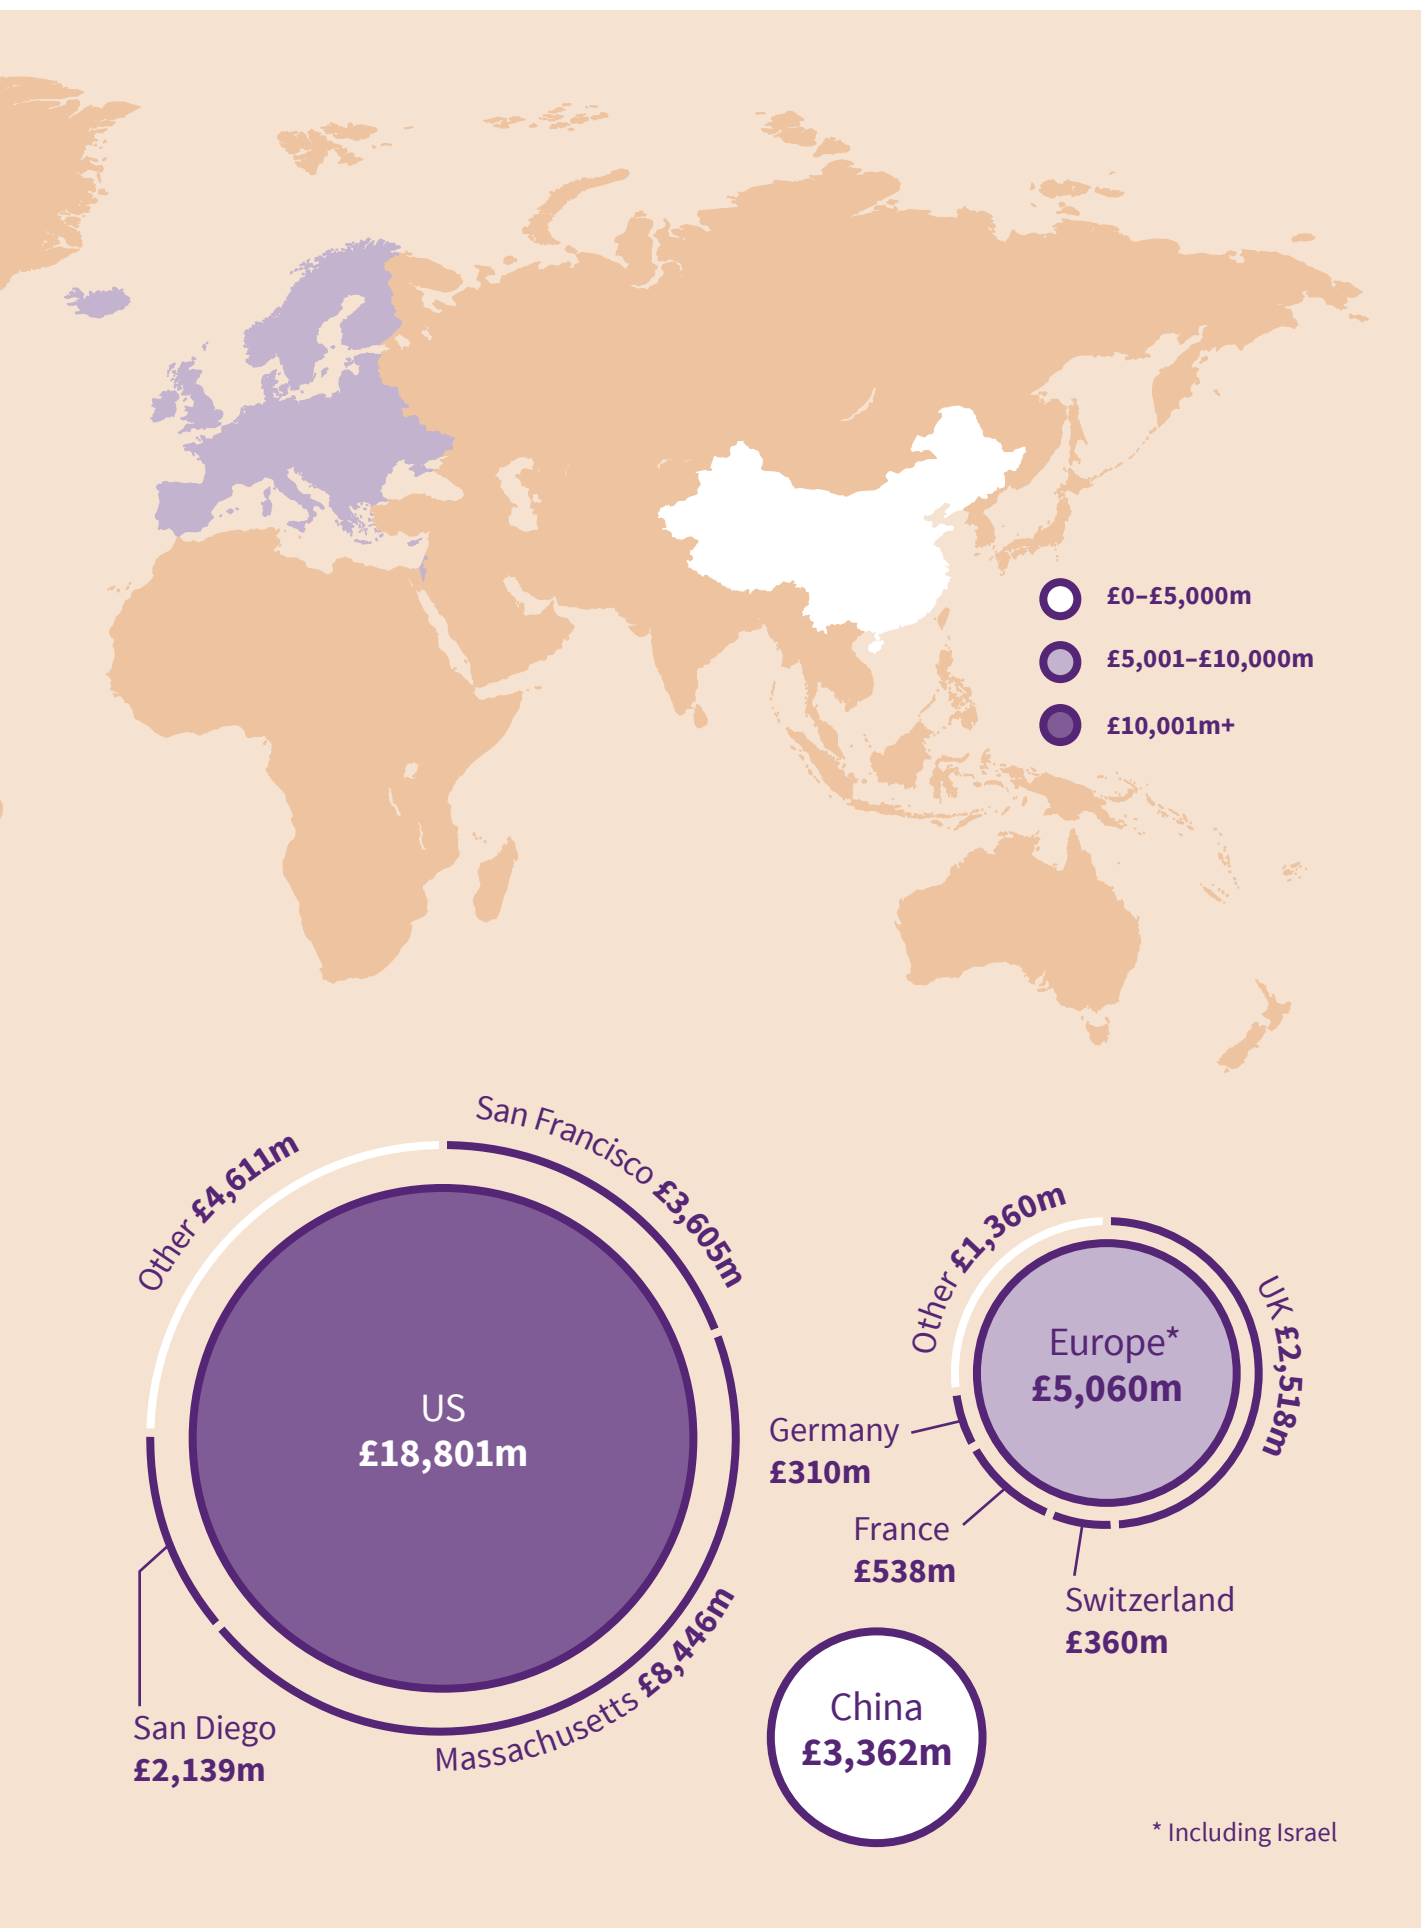 £0–£5,000m
£5,001–£10,000m
£10,001m+
San Francisco £3,605m
Other £4,611m
US
£18,801m
Massachusetts £8,446m
San Diego
£2,139m
Other £1,360m
UK £2,518m
Europe*
£5,060m
Germany
£310m
France
£538m
Switzerland
£360m
China
£3,362m
* Including Israel